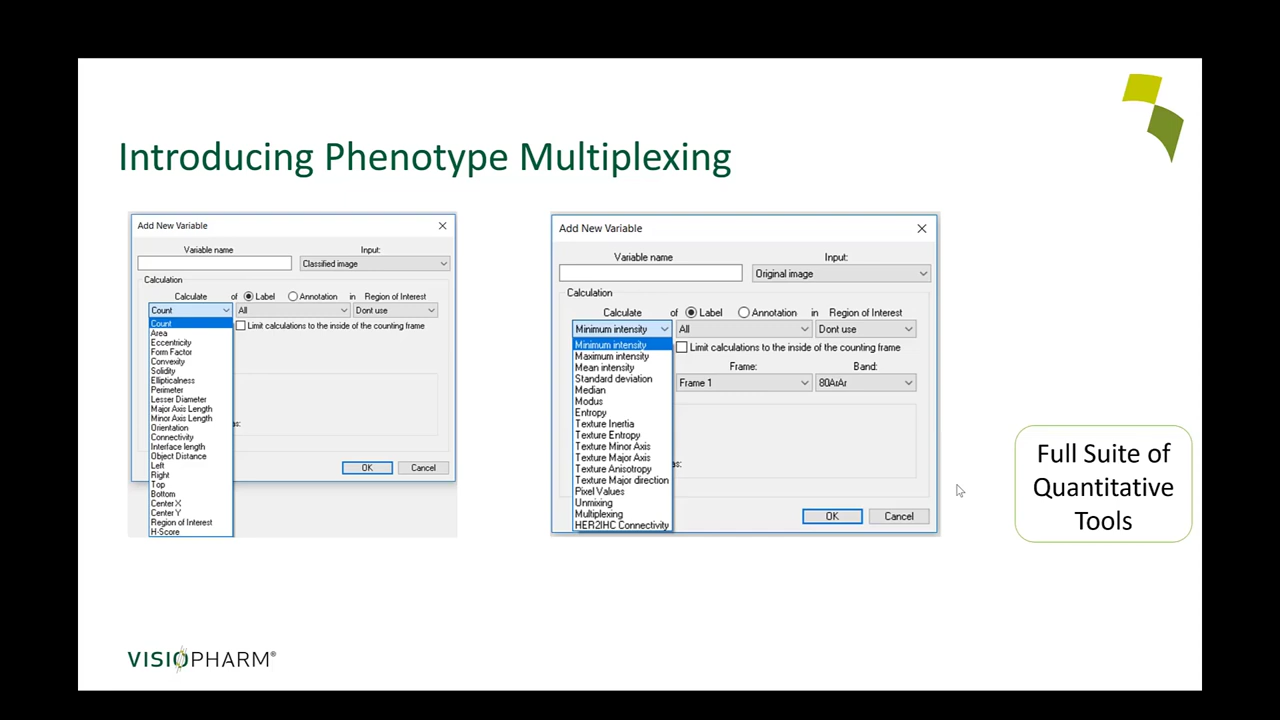 Introducing Phenotype Multiplexing
Add New Variable
Variable name
Input:
Classified image
Calculation
Calculate of Label Annotation in Region of Interest
Count All Dont use
Count
Limit calculations to the inside of the counting frame
Area
Eccentricity
Form Factor
Convexity
Solidity
Ellipticalness
Perimeter
Lesser Diameter
Major Axis Length
Minor Axis Length
Orientation
as:
Connectivity
Interface length
Object Distance
Left
Right
Top
Bottom
Center X
Center Y
Region of Interest
H-Score
OK Cancel
Add New Variable
Variable name
Input:
Original image
Calculation
Calculate of Label Annotation in Region of Interest
Minimum intensity All Dont use
Minimum intensity
Limit calculations to the inside of the counting frame
Maximum intensity
Mean intensity
Frame: Band:
Standard deviation
Frame 1 80ArAr
Median
Modus
Entropy
Texture Inertia
Texture Entropy
Texture Minor Axis
Texture Major Axis
as:
Texture Anisotropy
Texture Major direction
Pixel Values
Unmixing
Multiplexing
HER2IHC Connectivity
OK Cancel
Full Suite of
Quantitative
Tools
VISIOPHARM®